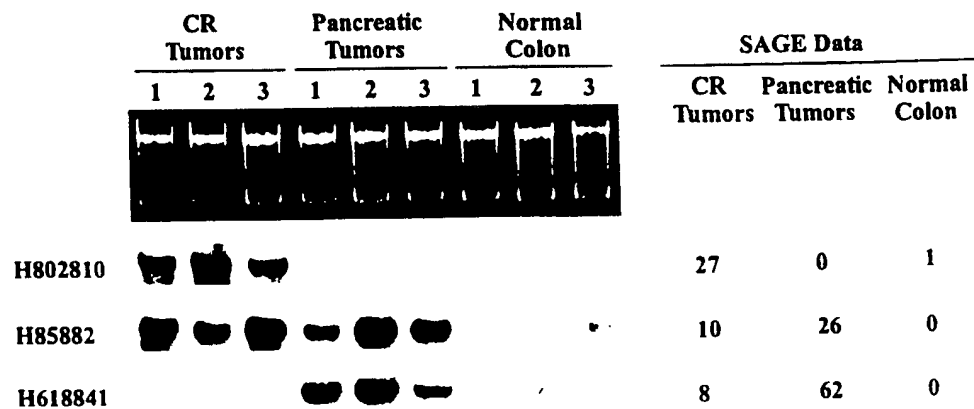 CR Tumors Pancreatic Tumors Normal Colon
SAGE Data
1 2 3 1 2 3 1 2 3
CR Tumors Pancreatic Tumors Normal Colon
H802810 27 0 1
H85882 10 26 0
H618841 8 62 0